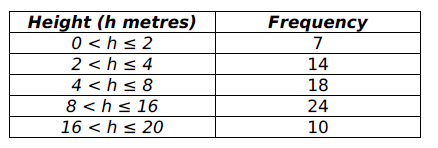 Height (h metres) Frequency
0 < h ≤ 2 7
2 < h ≤ 4 14
4 < h ≤ 8 18
8 < h ≤ 16 24
16 < h ≤ 20 10